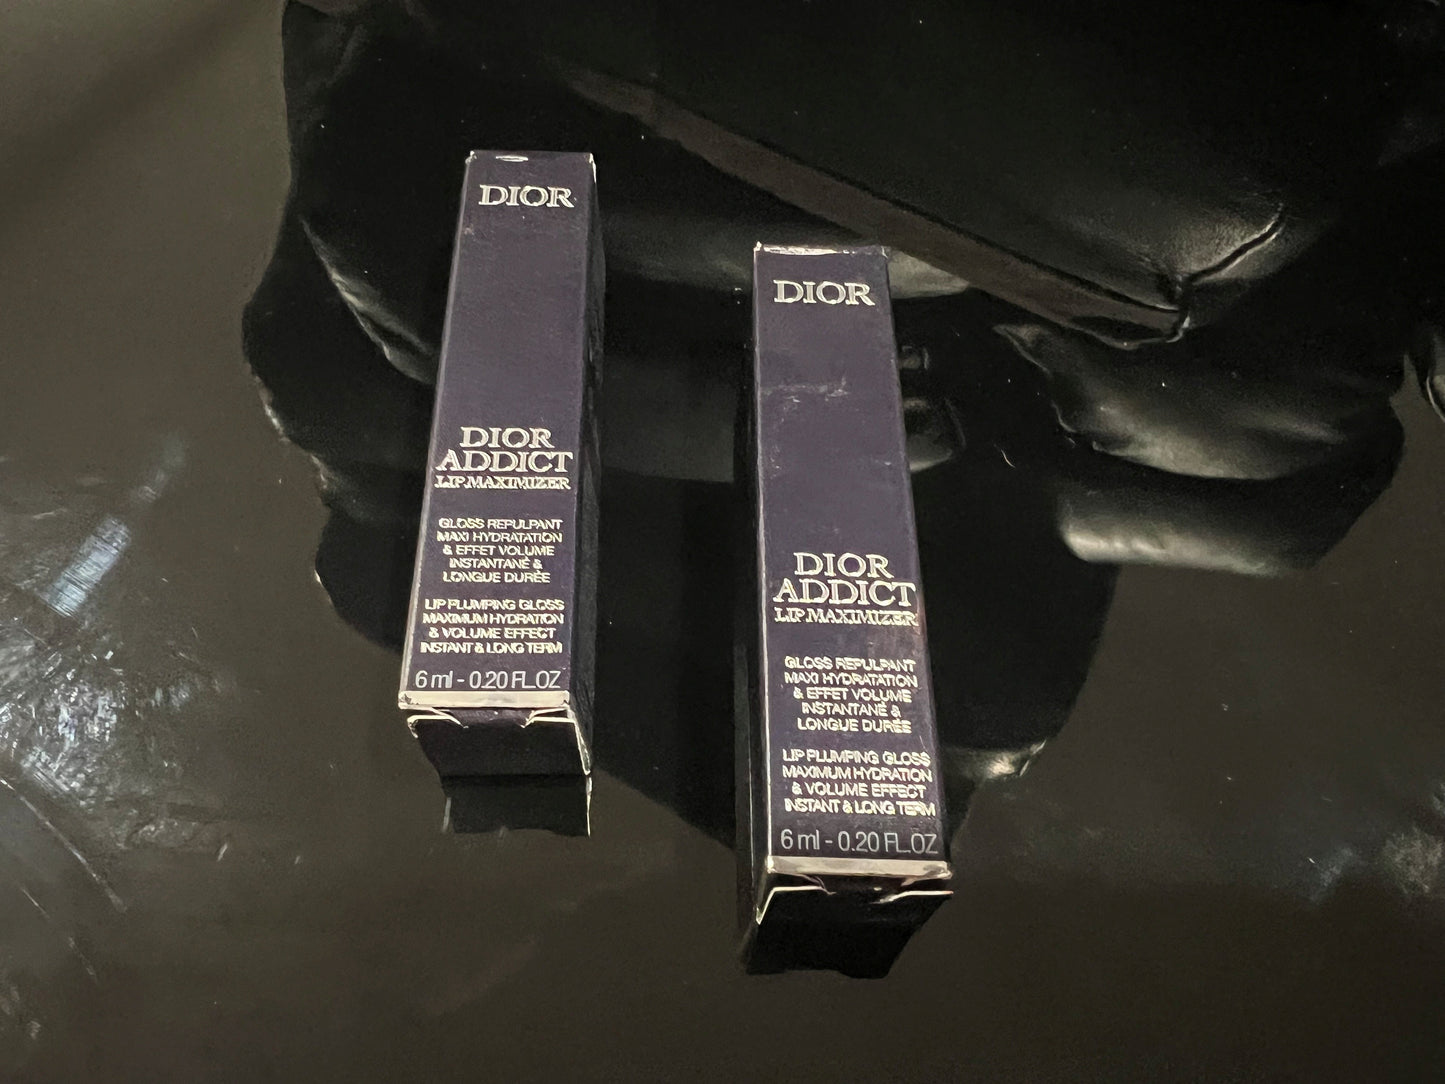 DIOR
DIOR
ADDICT
LIP MAXIMIZER
GLOSS REPULPANT
MAXI HYDRATATION
& EFFET VOLUME
INSTANTANÉ &
LONGUE DURÉE
LIP PLUMPING GLOSS
MAXIMUM HYDRATION
& VOLUME EFFECT
INSTANT & LONG TERM
6 ml - 0.20 FL.OZ
DIOR
DIOR
ADDICT
LIP MAXIMIZER
GLOSS REPULPANT
MAXI HYDRATATION
& EFFET VOLUME
INSTANTANÉ &
LONGUE DURÉE
LIP PLUMPING GLOSS
MAXIMUM HYDRATION
& VOLUME EFFECT
INSTANT & LONG TERM
6 ml - 0.20 FL.OZ